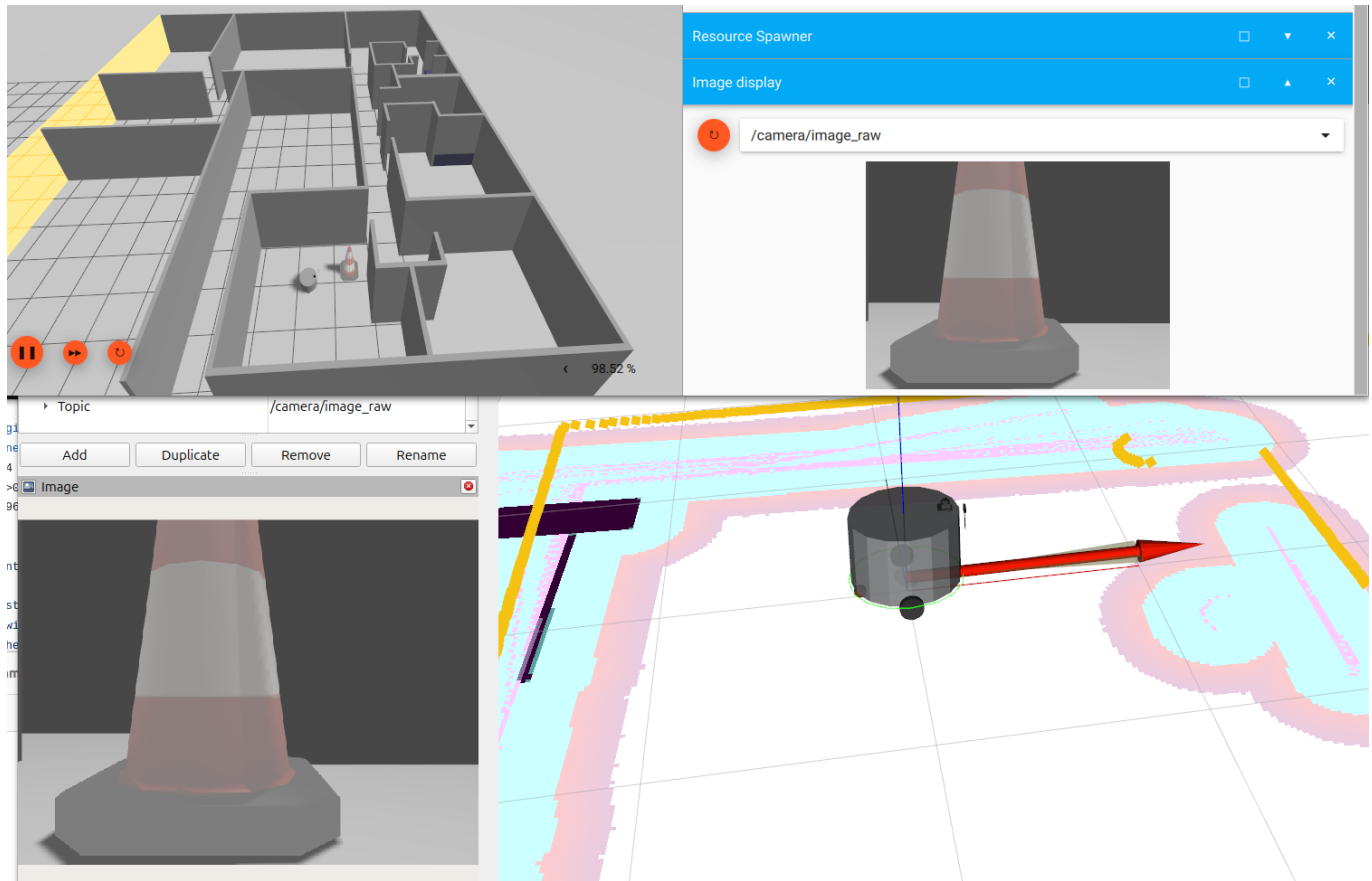 Resource Spawner
Image display
/camera/image_raw
98.52 %
Topic
/camera/image_raw
Add
Duplicate
Remove
Rename
Image